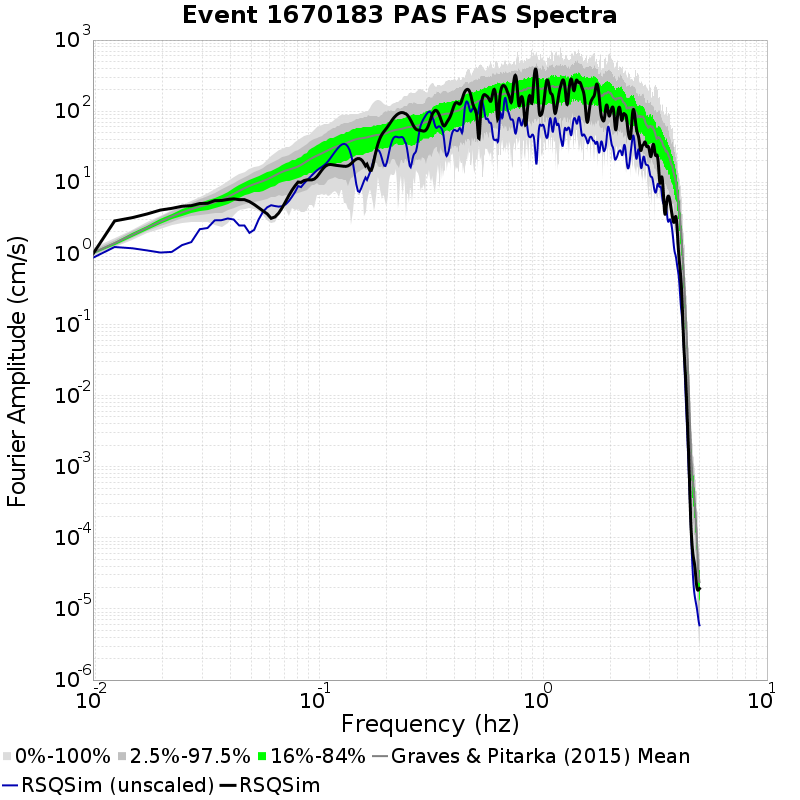 Event 1670183 PAS FAS Spectra
10^3
10^2
10^1
10^0
10^-1
10^-2
10^-3
10^-4
10^-5
10^-6
Fourier Amplitude (cm/s)
10^-2 10^-1 10^0 10^1
Frequency (hz)
0%-100% 2.5%-97.5% 16%-84% Graves & Pitarka (2015) Mean
RSQSim (unscaled) RSQSim